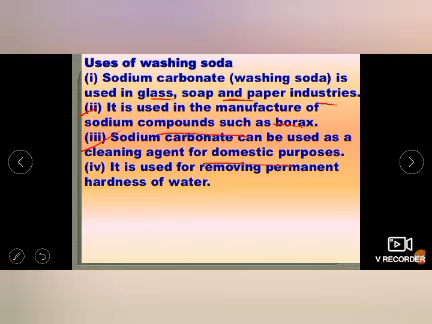 Uses of washing soda
(i) Sodium carbonate (washing soda) is
used in glass, soap and paper industries.
(ii) It is used in the manufacture of
sodium compounds such as brax.
(iii) Sodium carbonate can be used as a
cleaning agent for domestic purposes.
(iv) It is used for removing permanent
hardness of water.
V RECORDER